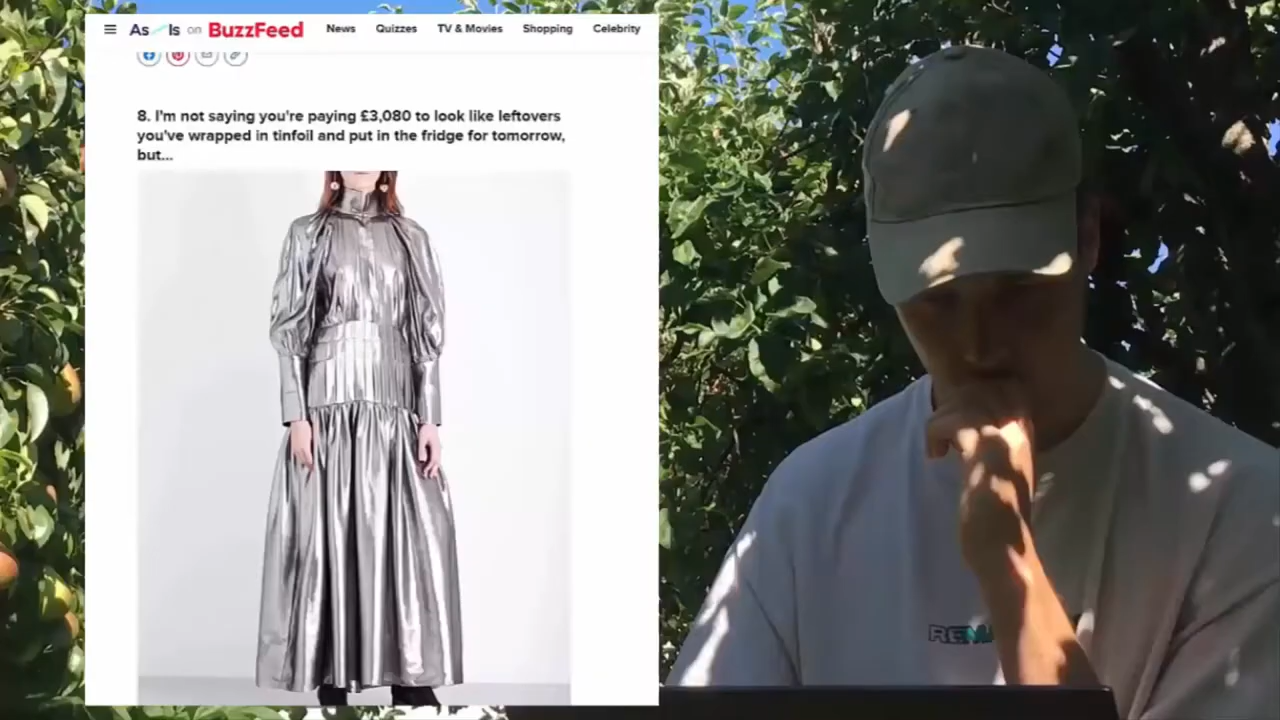 As Is on BuzzFeed News Quizzes TV & Movies Shopping Celebrity
8. I'm not saying you're paying £3,080 to look like leftovers
you've wrapped in tinfoil and put in the fridge for tomorrow,
but...